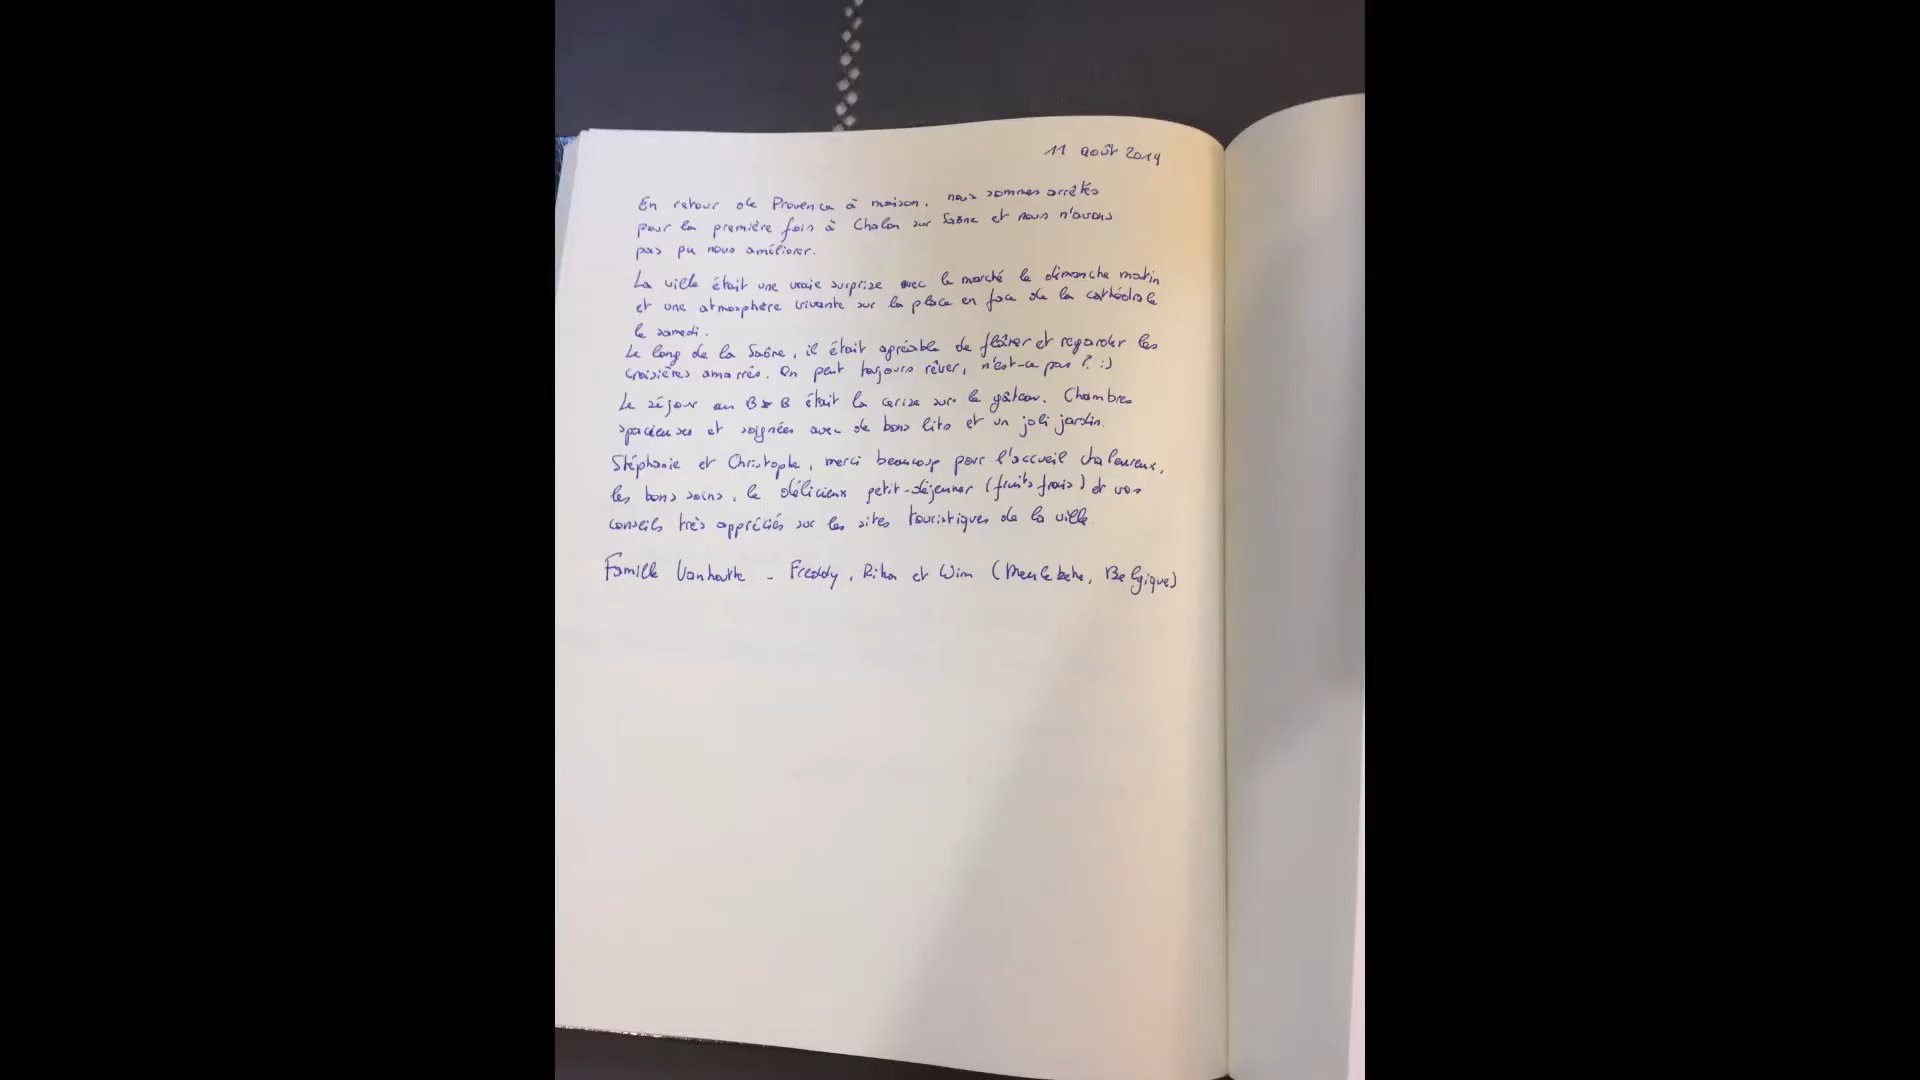 11 août 2019
En retour de Provence à maison, nous sommes arrêtés
pour la première fois à Chalon sur Saône et nous n'avons
pas pu nous améliorer.
La ville était une vraie surprise avec le marché le dimanche matin
et une atmosphère vivante sur la place en face de la cathédrale
le samedi.
Le long de la Saône, il était agréable de flâner et regarder les
croisières amarrés. On peut toujours rêver, n'est-ce pas ? :)
Le séjour au B&B était la cerise sur le gâteau. Chambres
spacieuses et soignées avec de bons lits et un joli jardin.
Stéphanie et Christophe, merci beaucoup pour l'accueil chaleureux,
les bons soins, le délicieux petit-déjeuner (fruits frais) et vos
conseils très appréciés sur les sites touristiques de la ville.
Famille Vanhoutte - Freddy, Rita et Wim (Meulebeke, Belgique)